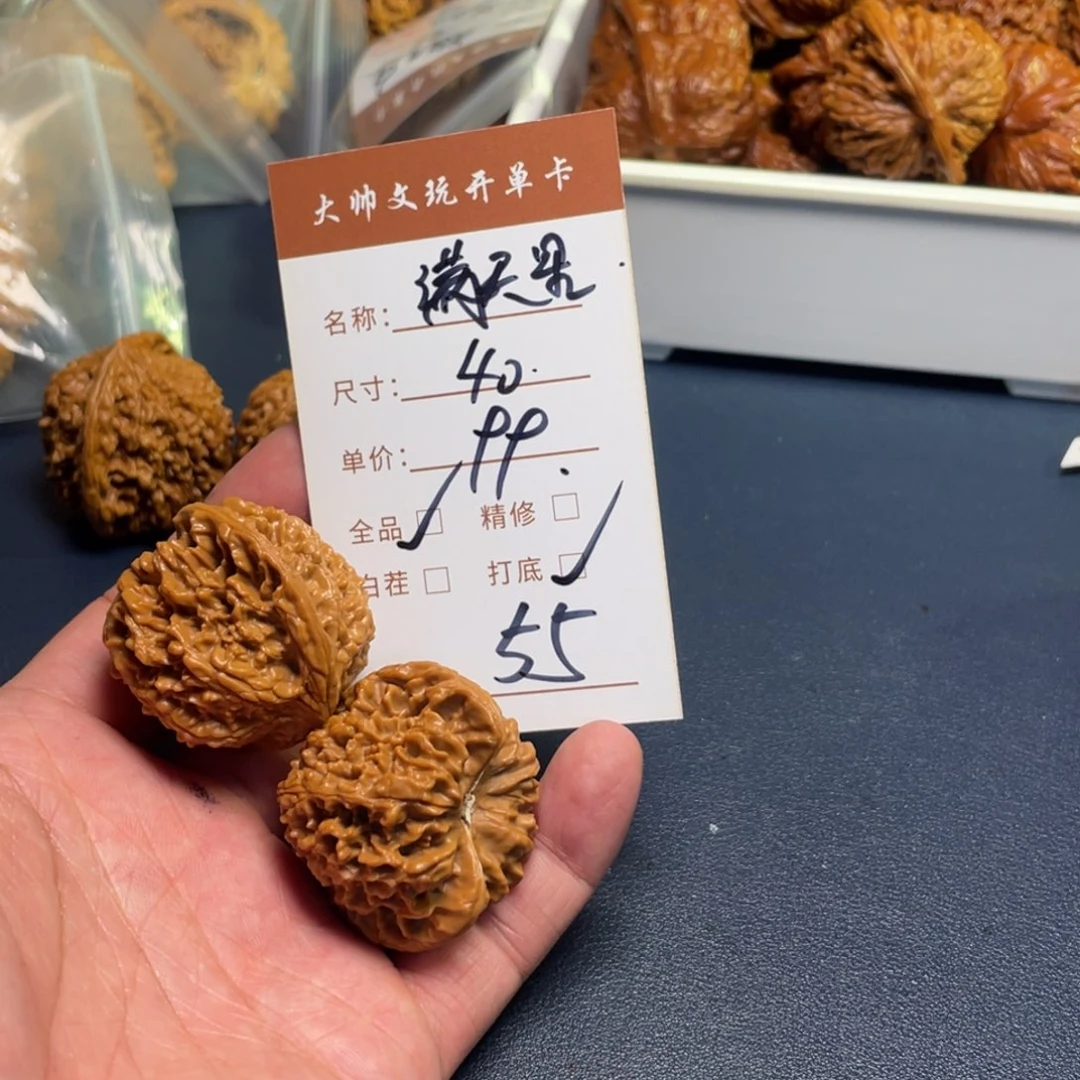 大帅文玩开单卡
名称：满天星
尺寸：40.
单价：99.
全品 ✓ 精修 □
白茬 □ 打底 ✓
55